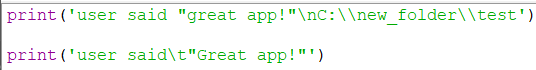 print('user said "great app!"\nC:\\new_folder\\test')
print('user said\t"Great app!"')